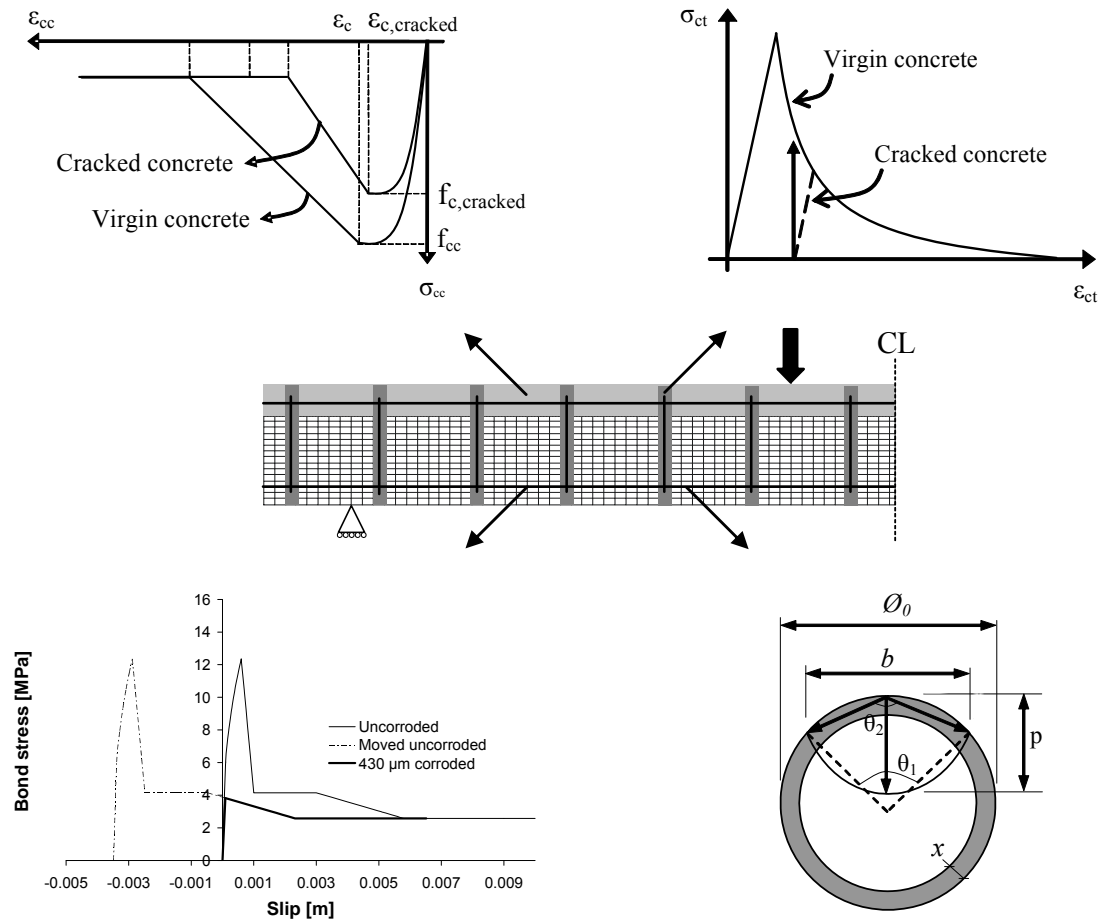 εcc
εc
εc,cracked
Cracked concrete
Virgin concrete
fc,cracked
fcc
σcc
σct
Virgin concrete
Cracked concrete
εct
CL
Bond stress [MPa]
16
14
12
10
8
6
4
2
0
-0.005
-0.003
-0.001
0.001
0.003
0.005
0.007
0.009
Slip [m]
Uncorroded
Moved uncorroded
430 µm corroded
Ø0
b
p
θ2
θ1
x